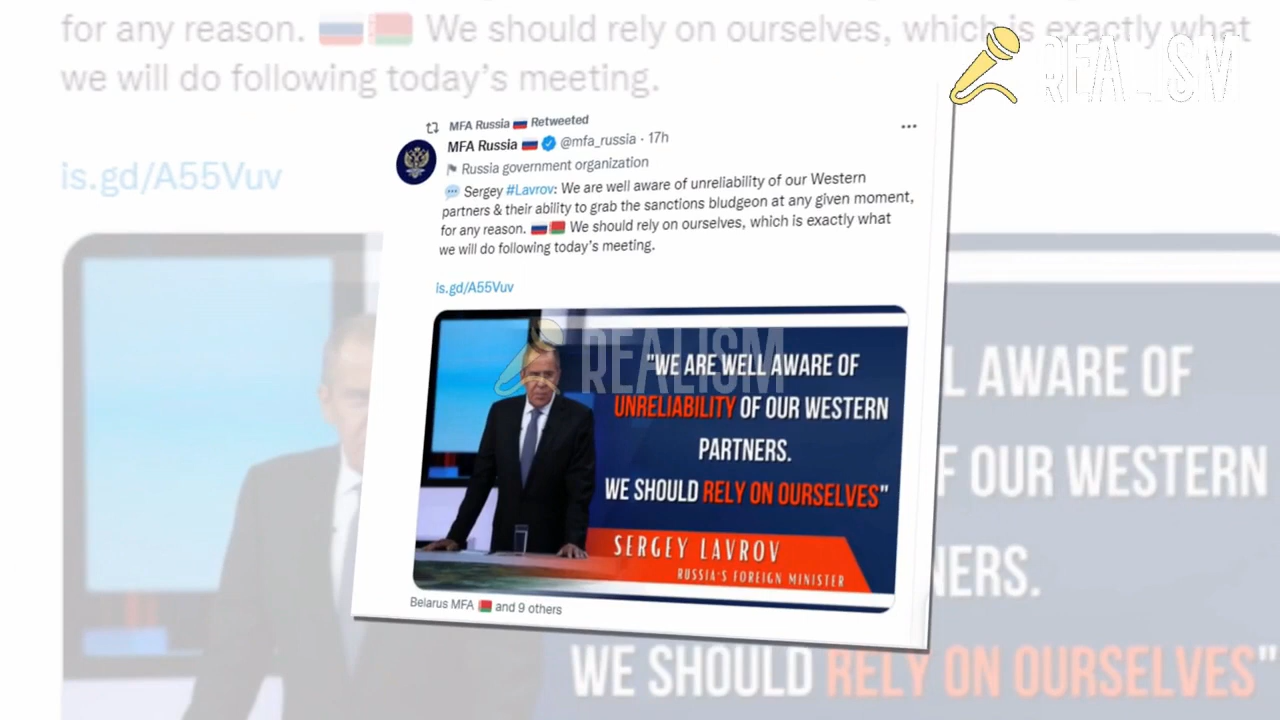 for any reason. We should rely on ourselves, which is exactly what
we will do following today's meeting.
REALISM
is.gd/A55Vuv
MFA Russia Retweeted
MFA Russia @mfa_russia · 17h
Russia government organization
Sergey #Lavrov: We are well aware of unreliability of our Western
partners & their ability to grab the sanctions bludgeon at any given moment,
for any reason. We should rely on ourselves, which is exactly what
we will do following today's meeting.
is.gd/A55Vuv
REALISM
"WE ARE WELL AWARE OF
UNRELIABILITY OF OUR WESTERN
PARTNERS.
WE SHOULD RELY ON OURSELVES"
SERGEY LAVROV
RUSSIA'S FOREIGN MINISTER
Belarus MFA and 9 others
L AWARE OF
F OUR WESTERN
NERS.
WE SHOULD RELY ON OURSELVES"